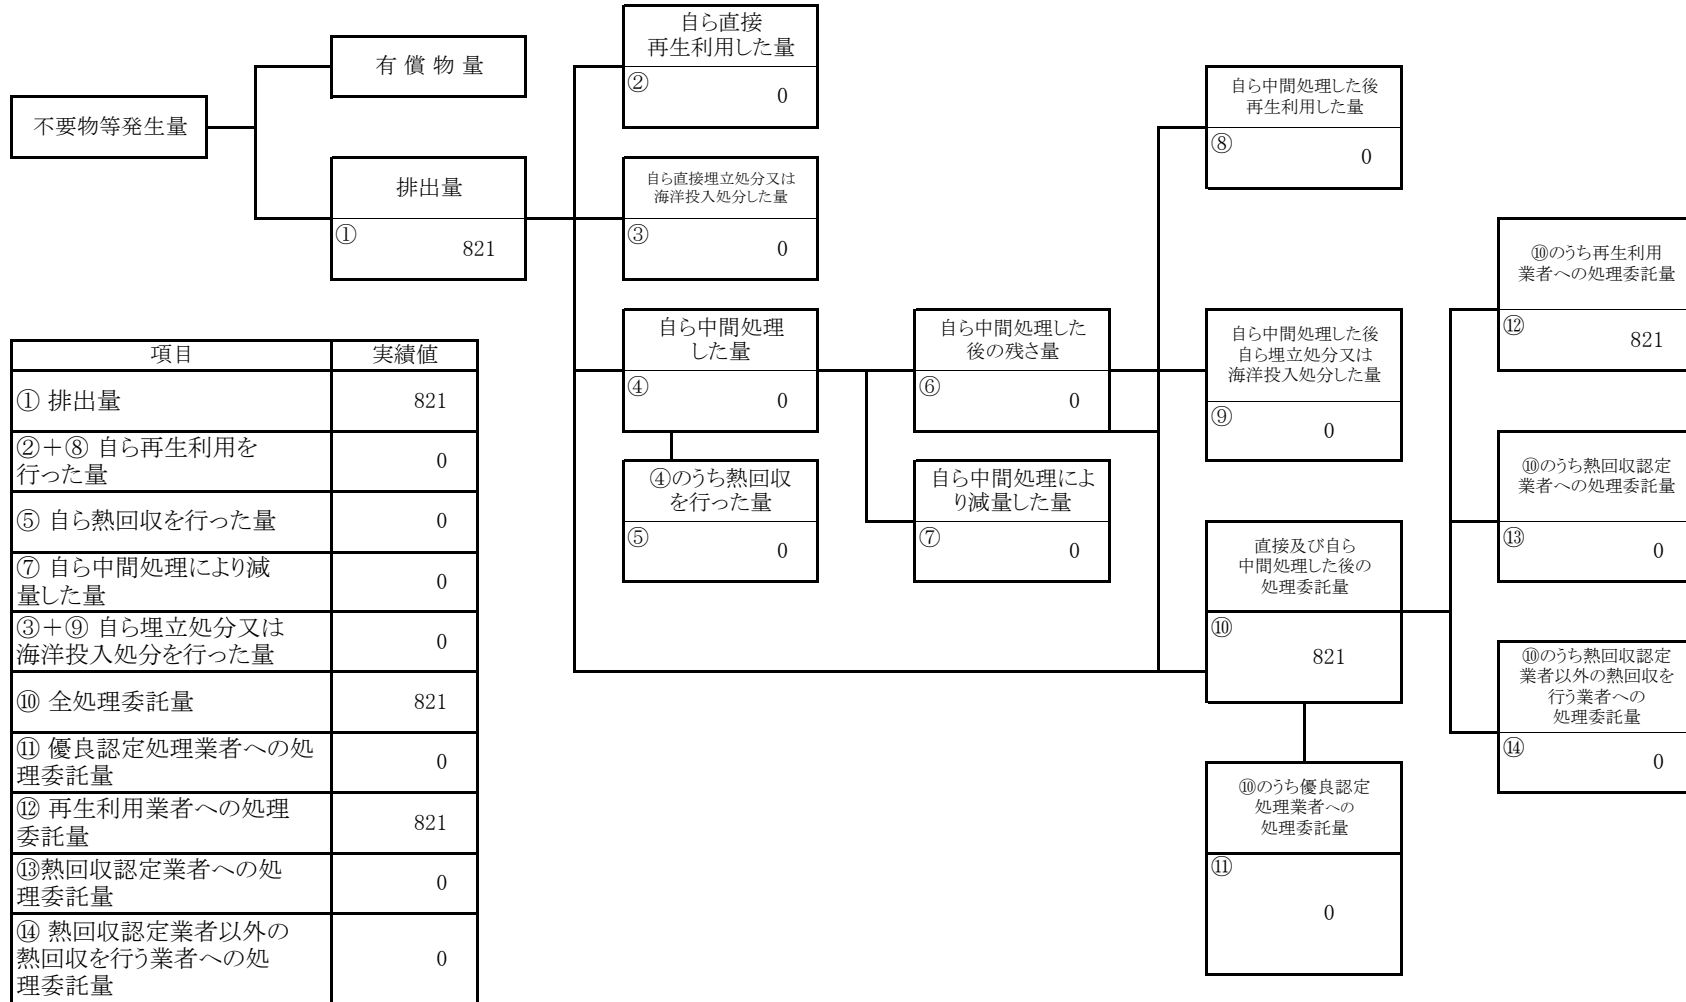 不要物等発生量
有 償 物 量
排出量
①
821
自ら直接
再生利用した量
②
0
自ら直接埋立処分又は
海洋投入処分した量
③
0
自ら中間処理
した量
④
0
④のうち熱回収
を行った量
⑤
0
自ら中間処理した
後の残さ量
⑥
0
自ら中間処理によ
り減量した量
⑦
0
自ら中間処理した後
再生利用した量
⑧
0
自ら中間処理した後
自ら埋立処分又は
海洋投入処分した量
⑨
0
直接及び自ら
中間処理した後の
処理委託量
⑩
821
⑩のうち優良認定
処理業者への
処理委託量
⑪
0
⑩のうち再生利用
業者への処理委託量
⑫
821
⑩のうち熱回収認定
業者への処理委託量
⑬
0
⑩のうち熱回収認定
業者以外の熱回収を
行う業者への
処理委託量
⑭
0
項目 実績値
① 排出量 821
②+⑧ 自ら再生利用を
行った量 0
⑤ 自ら熱回収を行った量 0
⑦ 自ら中間処理により減
量した量 0
③+⑨ 自ら埋立処分又は
海洋投入処分を行った量 0
⑩ 全処理委託量 821
⑪ 優良認定処理業者への処
理委託量 0
⑫ 再生利用業者への処理
委託量 821
⑬熱回収認定業者への処
理委託量 0
⑭ 熱回収認定業者以外の
熱回収を行う業者への処
理委託量 0